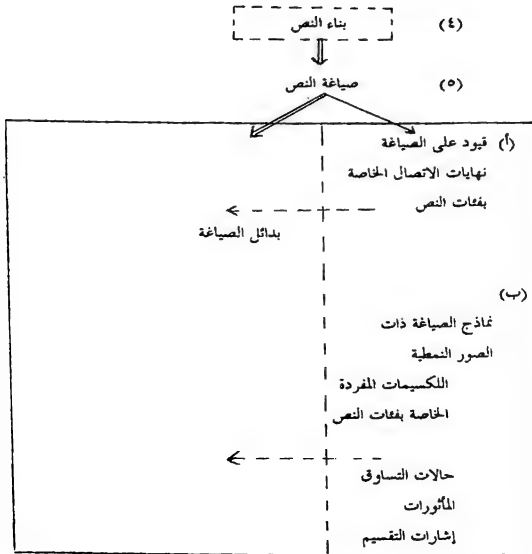 (٤) بناء النص
(٥) صياغة النص
(أ) قيود على الصياغة
نهايات الاتصال الخاصة
بفئات النص
بدائل الصياغة
(ب)
نماذج الصياغة ذات
الصور النمطية
اللكسيمات المفردة
الخاصة بفئات النص
حالات التساوق
المأثورات
إشارات التقسيم